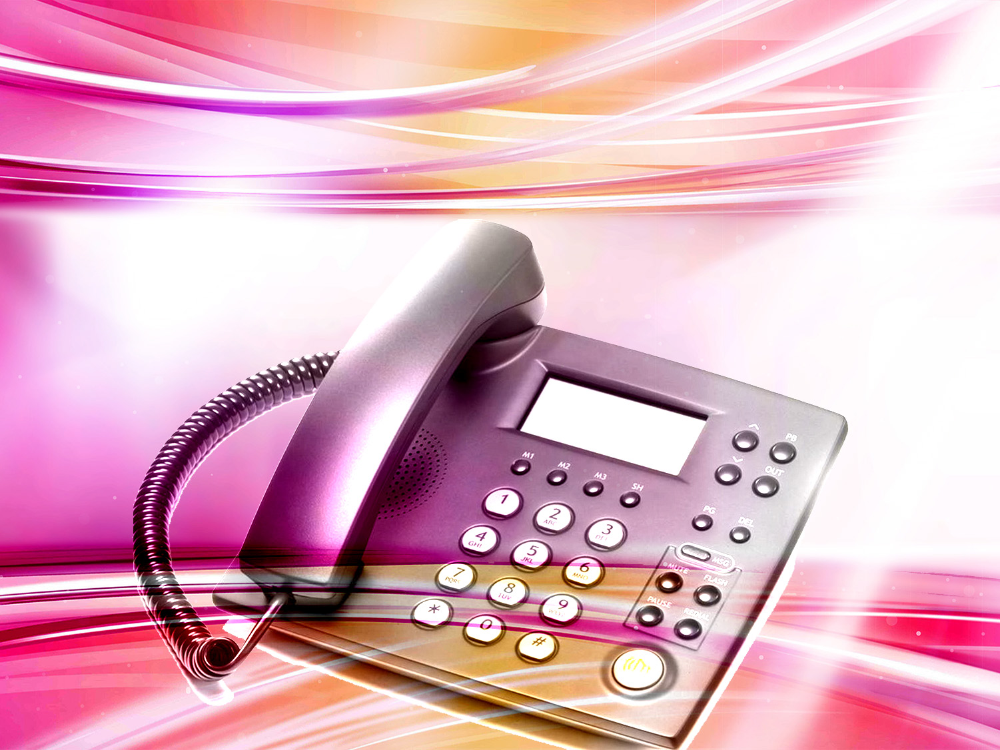 PB
OUT
M1 M2 M3 SH
PG DEL
1
2 ABC
3 DEF
4 GHI
5 JKL
6 MNO
MSG
MUTE FLASH
PAUSE REDIAL
7 PQRS
8 TUV
9 WXYZ
*
0
#